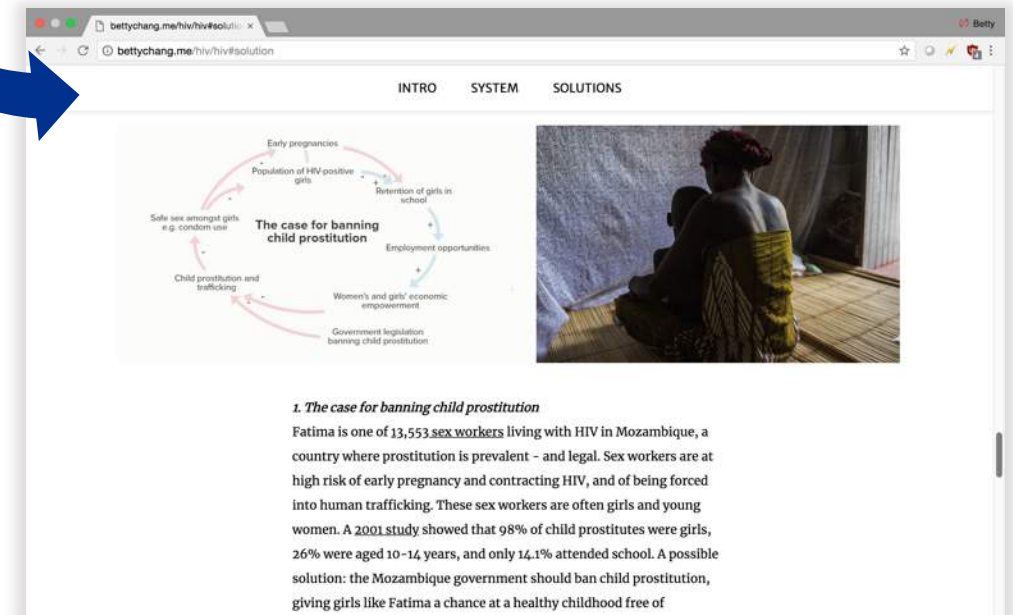 bettychang.me/hiv/hiv#solutio
Betty
bettychang.me/hiv/hiv#solution
INTRO SYSTEM SOLUTIONS
Early pregnancies
Population of HIV-positive
girls
Retention of girls in
school
Safe sex amongst girls
e.g. condom use
The case for banning
child prostitution
Employment opportunities
Child prostitution and
trafficking
Women's and girls' economic
empowerment
Government legislation
banning child prostitution
1. The case for banning child prostitution
Fatima is one of 13,553 sex workers living with HIV in Mozambique, a
country where prostitution is prevalent - and legal. Sex workers are at
high risk of early pregnancy and contracting HIV, and of being forced
into human trafficking. These sex workers are often girls and young
women. A 2001 study showed that 98% of child prostitutes were girls,
26% were aged 10-14 years, and only 14.1% attended school. A possible
solution: the Mozambique government should ban child prostitution,
giving girls like Fatima a chance at a healthy childhood free of